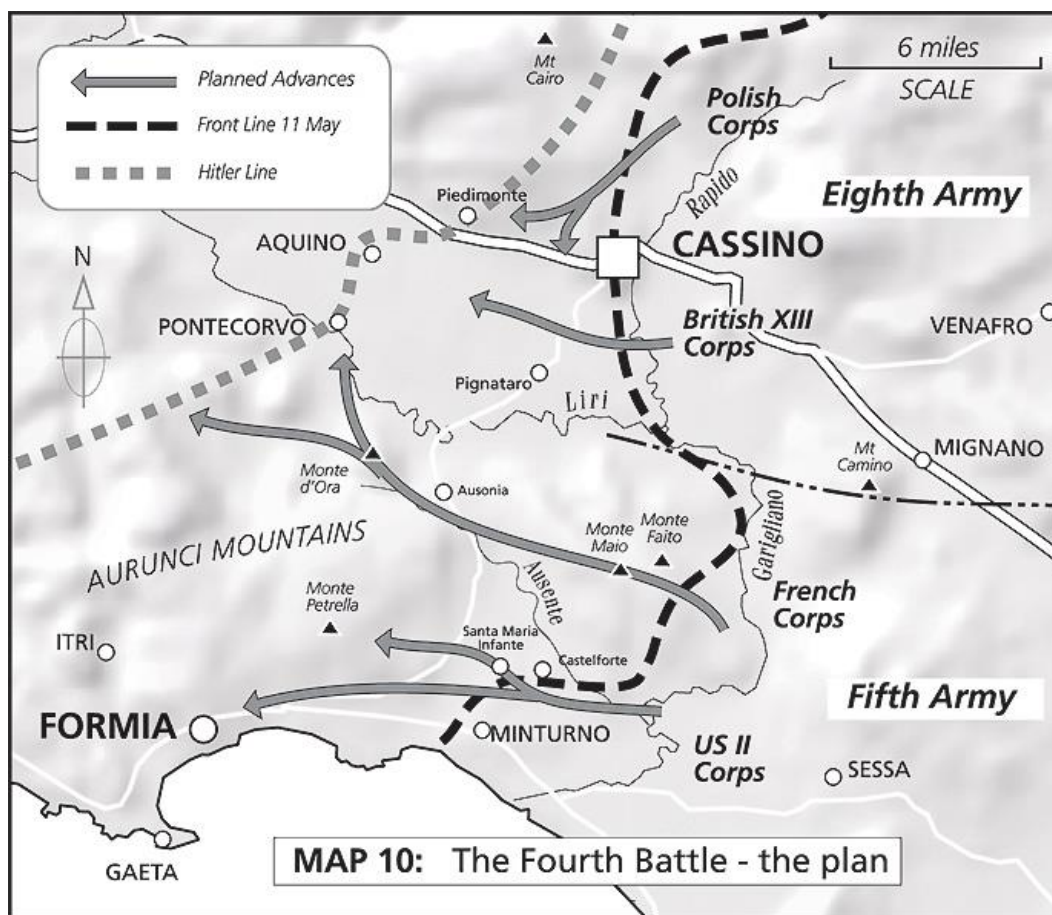 Planned Advances
Front Line 11 May
Hitler Line
Mt
Cairo
6 miles
SCALE
Polish
Corps
Rapido
Eighth Army
Piedimonte
CASSINO
AQUINO
N
PONTECORVO
British XIII
Corps
VENAFRO
Pignataro
Liri
Mt
Camino
MIGNANO
Monte
d'Ora
Ausonia
Monte
Maio
Monte
Faito
Garigliano
AURUNCI MOUNTAINS
Ausente
French
Corps
Monte
Petrella
Santa Maria
Infante
Castelforte
ITRI
Fifth Army
FORMIA
MINTURNO
US II
Corps
SESSA
GAETA
MAP 10: The Fourth Battle - the plan